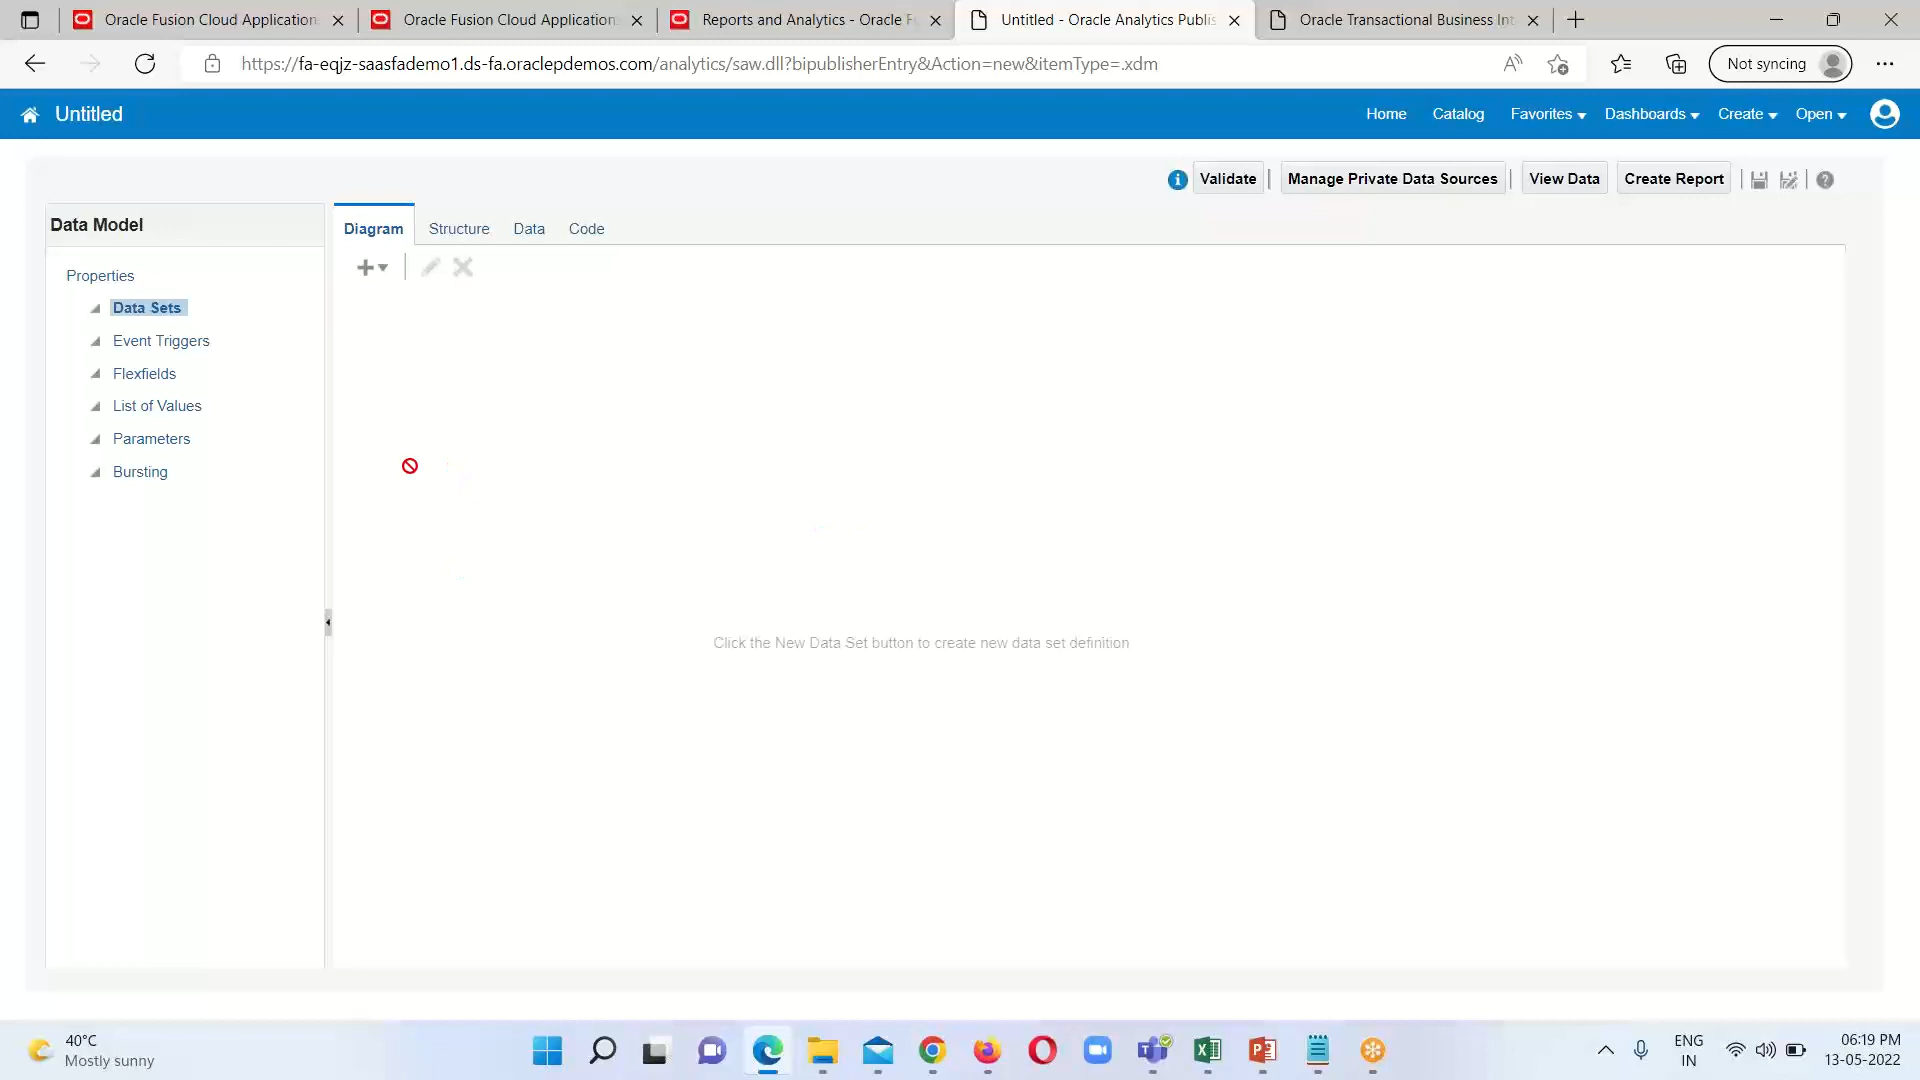 Oracle Fusion Cloud Application
Oracle Fusion Cloud Application
Reports and Analytics - Oracle F
Untitled - Oracle Analytics Publis
Oracle Transactional Business Int
https://fa-eqjz-saasfademo1.ds-fa.oraclepdemos.com/analytics/saw.dll?bipublisherEntry&Action=new&itemType=.xdm
Not syncing
Untitled
Home Catalog Favorites Dashboards Create Open
Validate Manage Private Data Sources View Data Create Report
Data Model
Diagram Structure Data Code
Properties
Data Sets
Event Triggers
Flexfields
List of Values
Parameters
Bursting
Click the New Data Set button to create new data set definition
40°C
Mostly sunny
ENG
IN
06:19 PM
13-05-2022